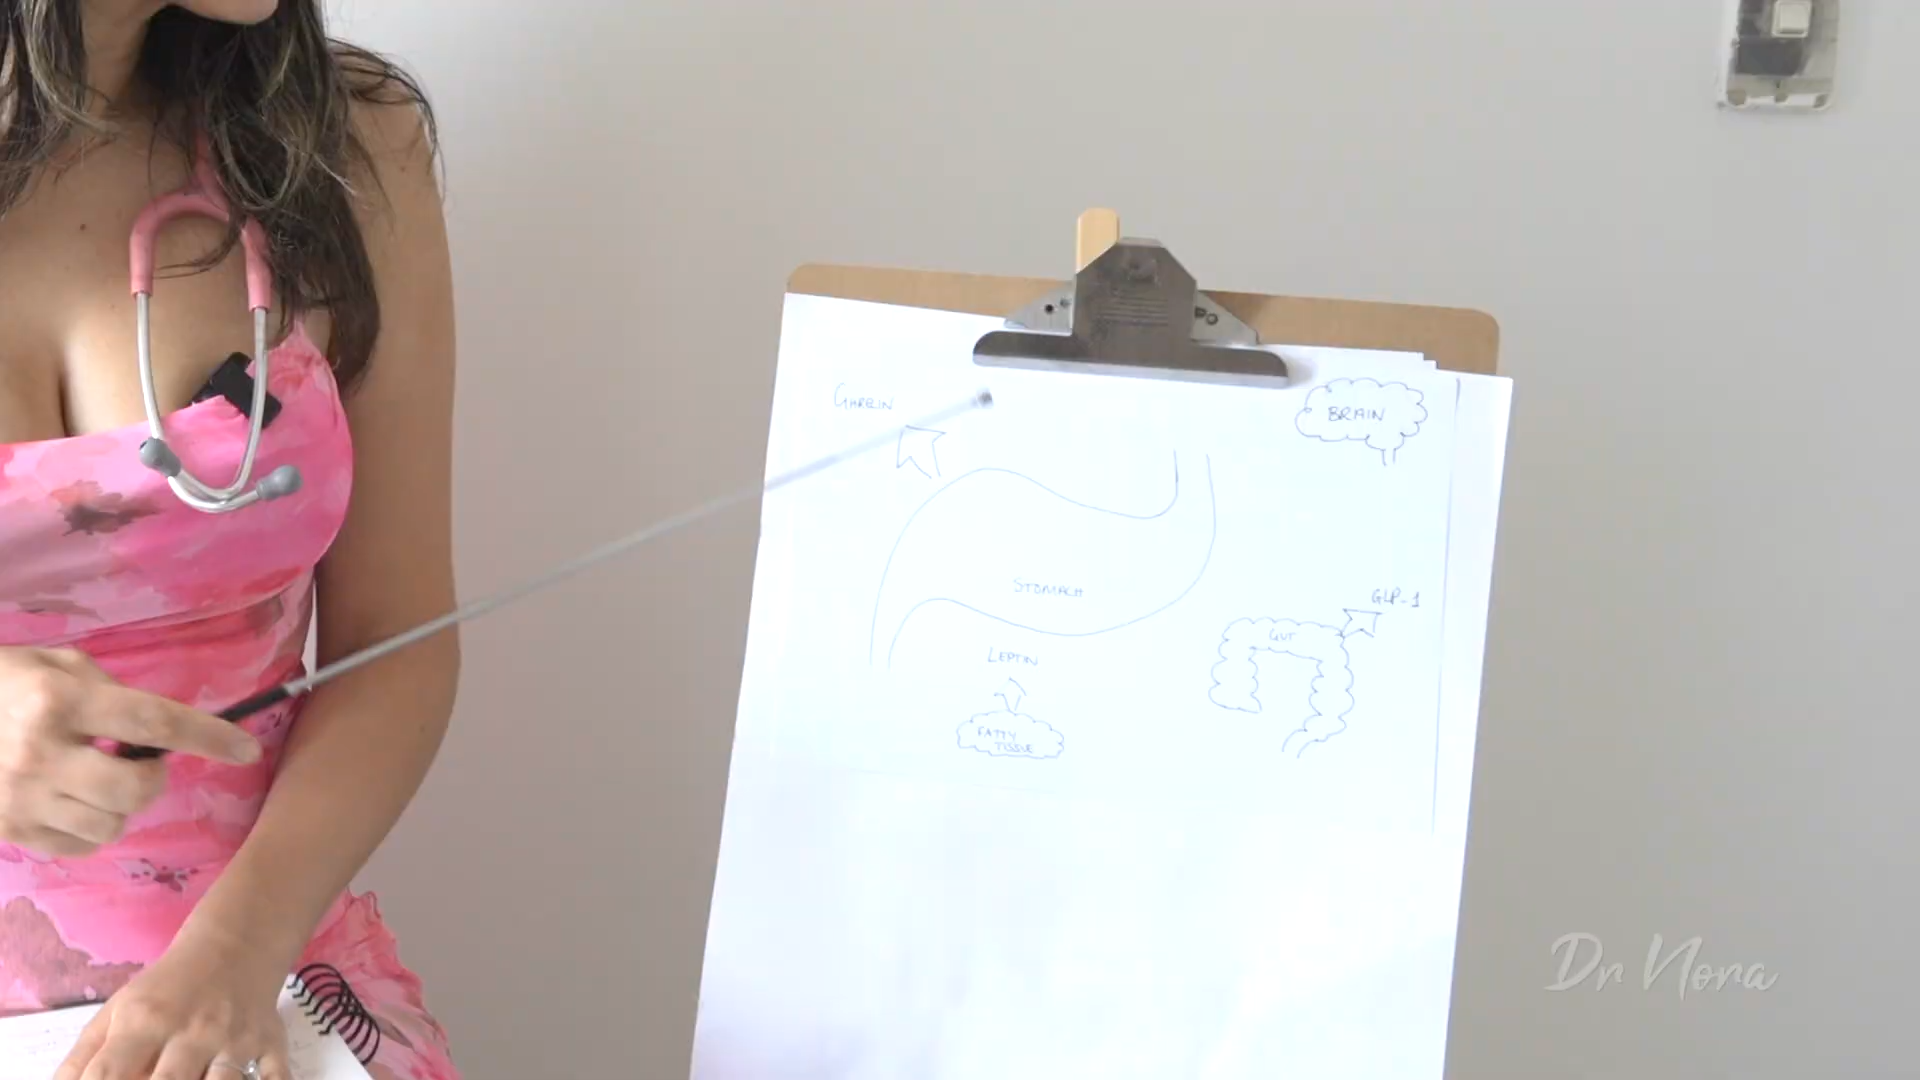 GHRELIN
BRAIN
STOMACH
GLP-1
GUT
LEPTIN
FATTY
TISSUE
Dr Nora